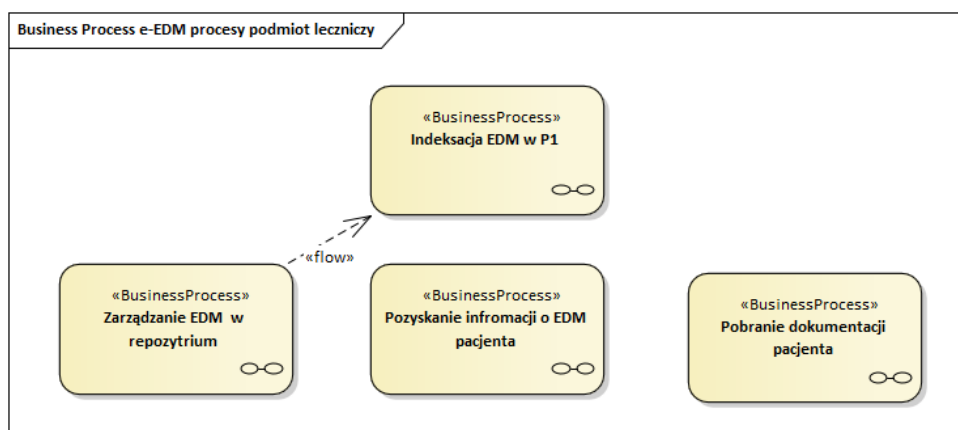 Business Process e-EDM procesy podmiot leczniczy
«BusinessProcess»
Indeksacja EDM w P1
«flow»
«BusinessProcess»
Zarządzanie EDM w
repozytrium
«BusinessProcess»
Pozyskanie infromacji o EDM
pacjenta
«BusinessProcess»
Pobranie dokumentacji
pacjenta